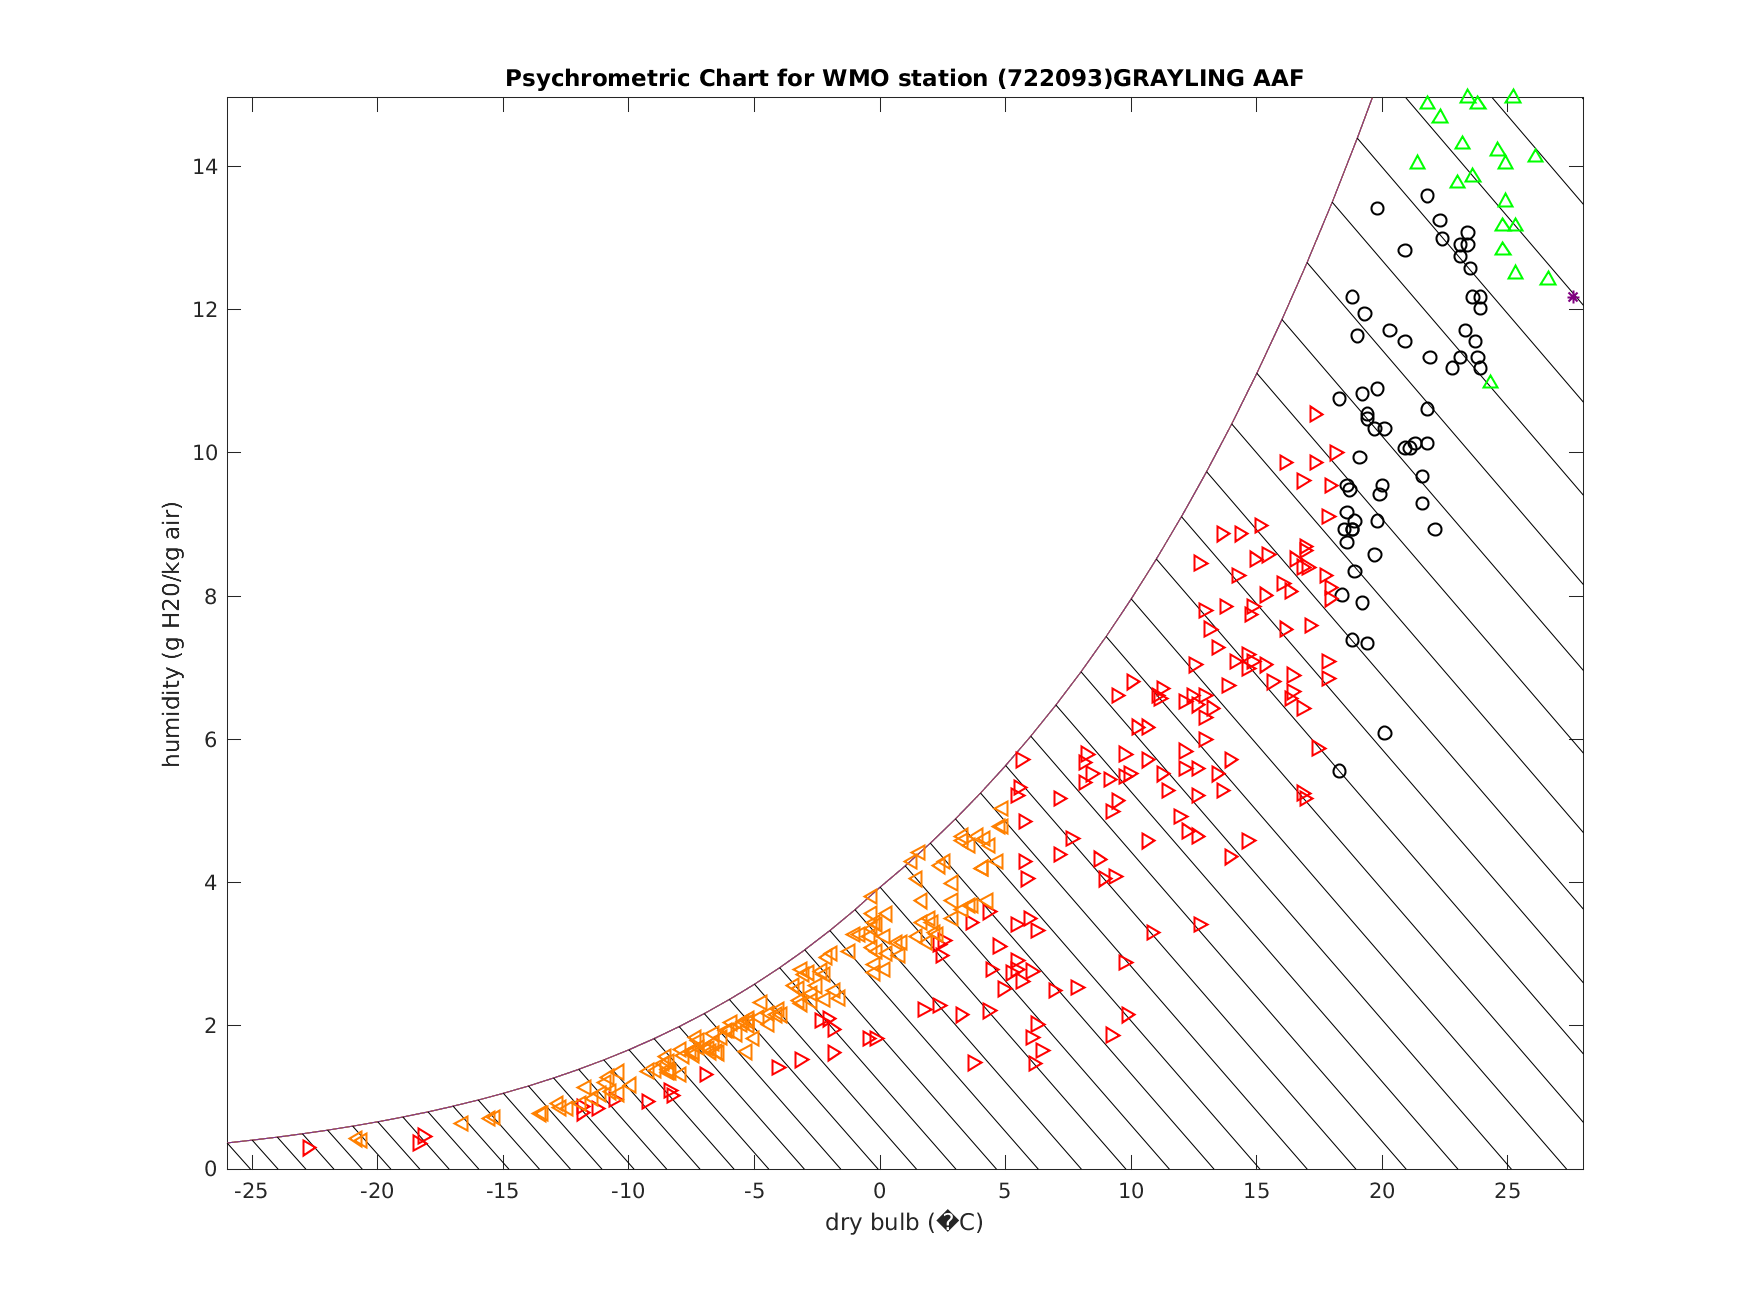 Psychrometric Chart for WMO station (722093)GRAYLING AAF
14
12
10
8
6
4
2
0
humidity (g H20/kg air)
-25 -20 -15 -10 -5 0 5 10 15 20 25
dry bulb (�C)